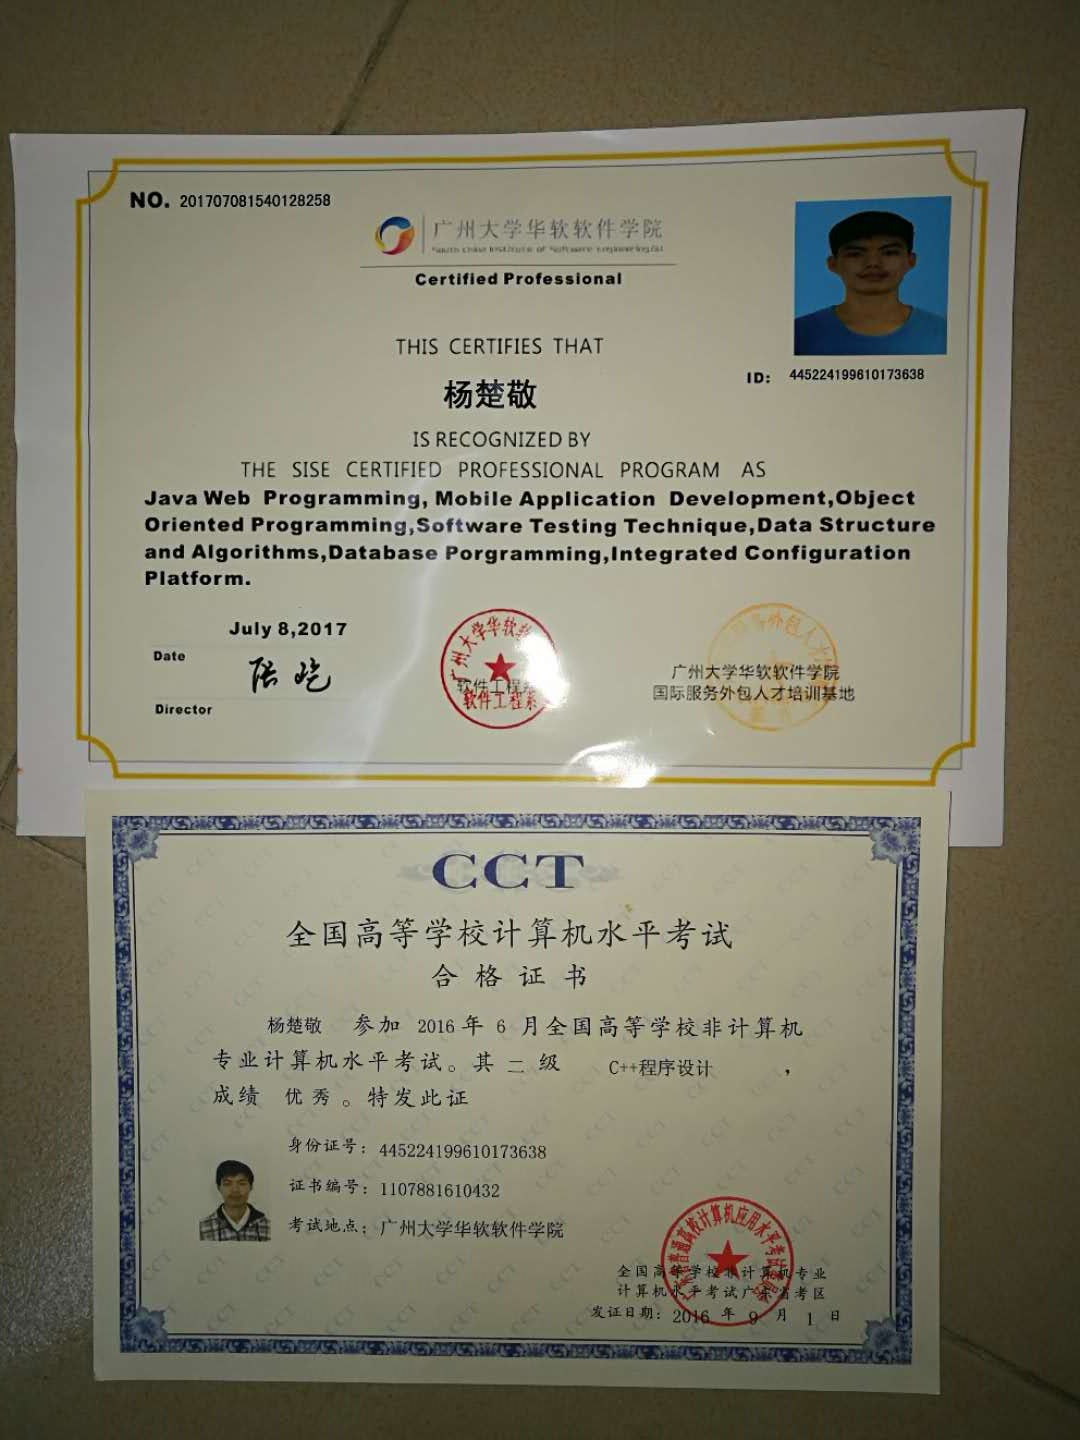 NO. 201707081540128258
广州大学华软软件学院
South China Institute of Software Engineering.GU
Certified Professional
THIS CERTIFIES THAT
杨楚敬
ID: 445224199610173638
IS RECOGNIZED BY
THE SISE CERTIFIED PROFESSIONAL PROGRAM AS
Java Web Programming, Mobile Application Development,Object
Oriented Programming,Software Testing Technique,Data Structure
and Algorithms,Database Porgramming,Integrated Configuration
Platform.
July 8,2017
Date
Director
广州大学华软软
软件工程系
软件工程系
广州大学华软软件学院
国际服务外包人才培训基地
CCT
全国高等学校计算机水平考试
合格证书
杨楚敬 参加 2016 年 6 月全国高等学校非计算机
专业计算机水平考试。其 二 级 C++程序设计 ，
成绩 优秀 。特发此证
身份证号：445224199610173638
证书编号：1107881610432
考试地点：广州大学华软软件学院
全国高等学校非计算机专业
计算机水平考试广东省考区
发证日期：2016 年 9 月 1 日